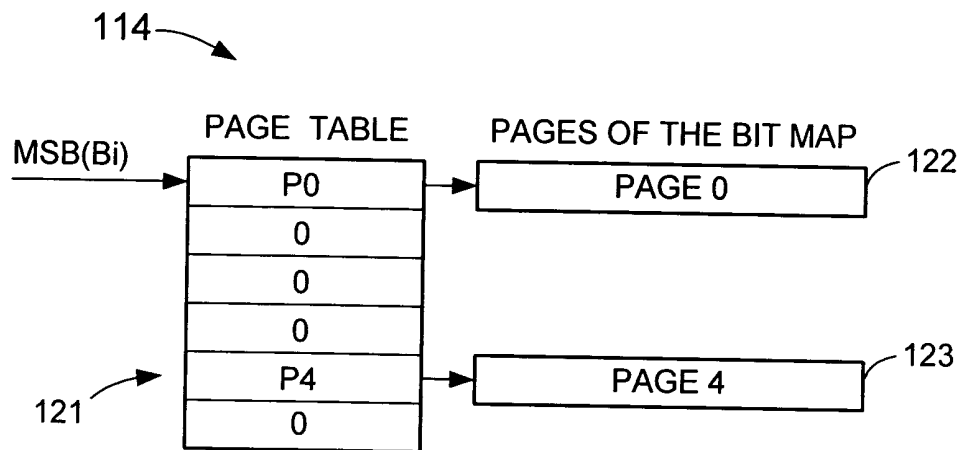 114
PAGE TABLE
PAGES OF THE BIT MAP
MSB(Bi)
P0
PAGE 0
122
0
0
0
P4
PAGE 4
123
121
0